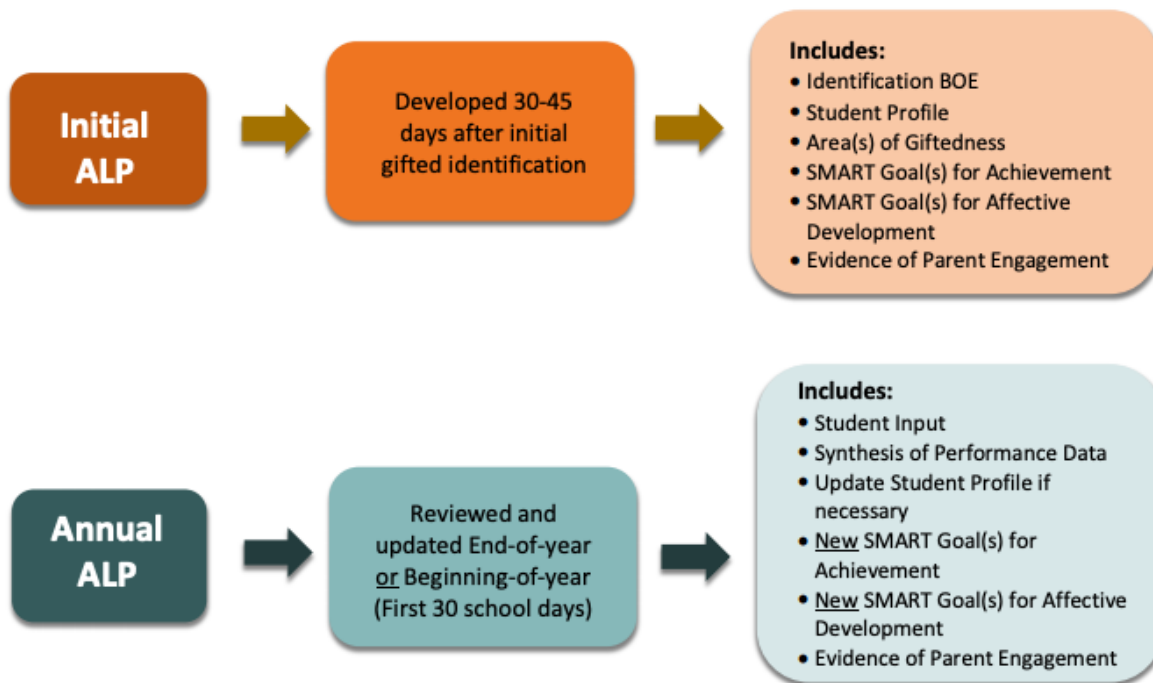 Initial
ALP
Developed 30-45
days after initial
gifted identification
Includes:
• Identification BOE
• Student Profile
• Area(s) of Giftedness
• SMART Goal(s) for Achievement
• SMART Goal(s) for Affective
Development
• Evidence of Parent Engagement
Annual
ALP
Reviewed and
updated End-of-year
or Beginning-of-year
(First 30 school days)
Includes:
• Student Input
• Synthesis of Performance Data
• Update Student Profile if
necessary
• New SMART Goal(s) for
Achievement
• New SMART Goal(s) for Affective
Development
• Evidence of Parent Engagement